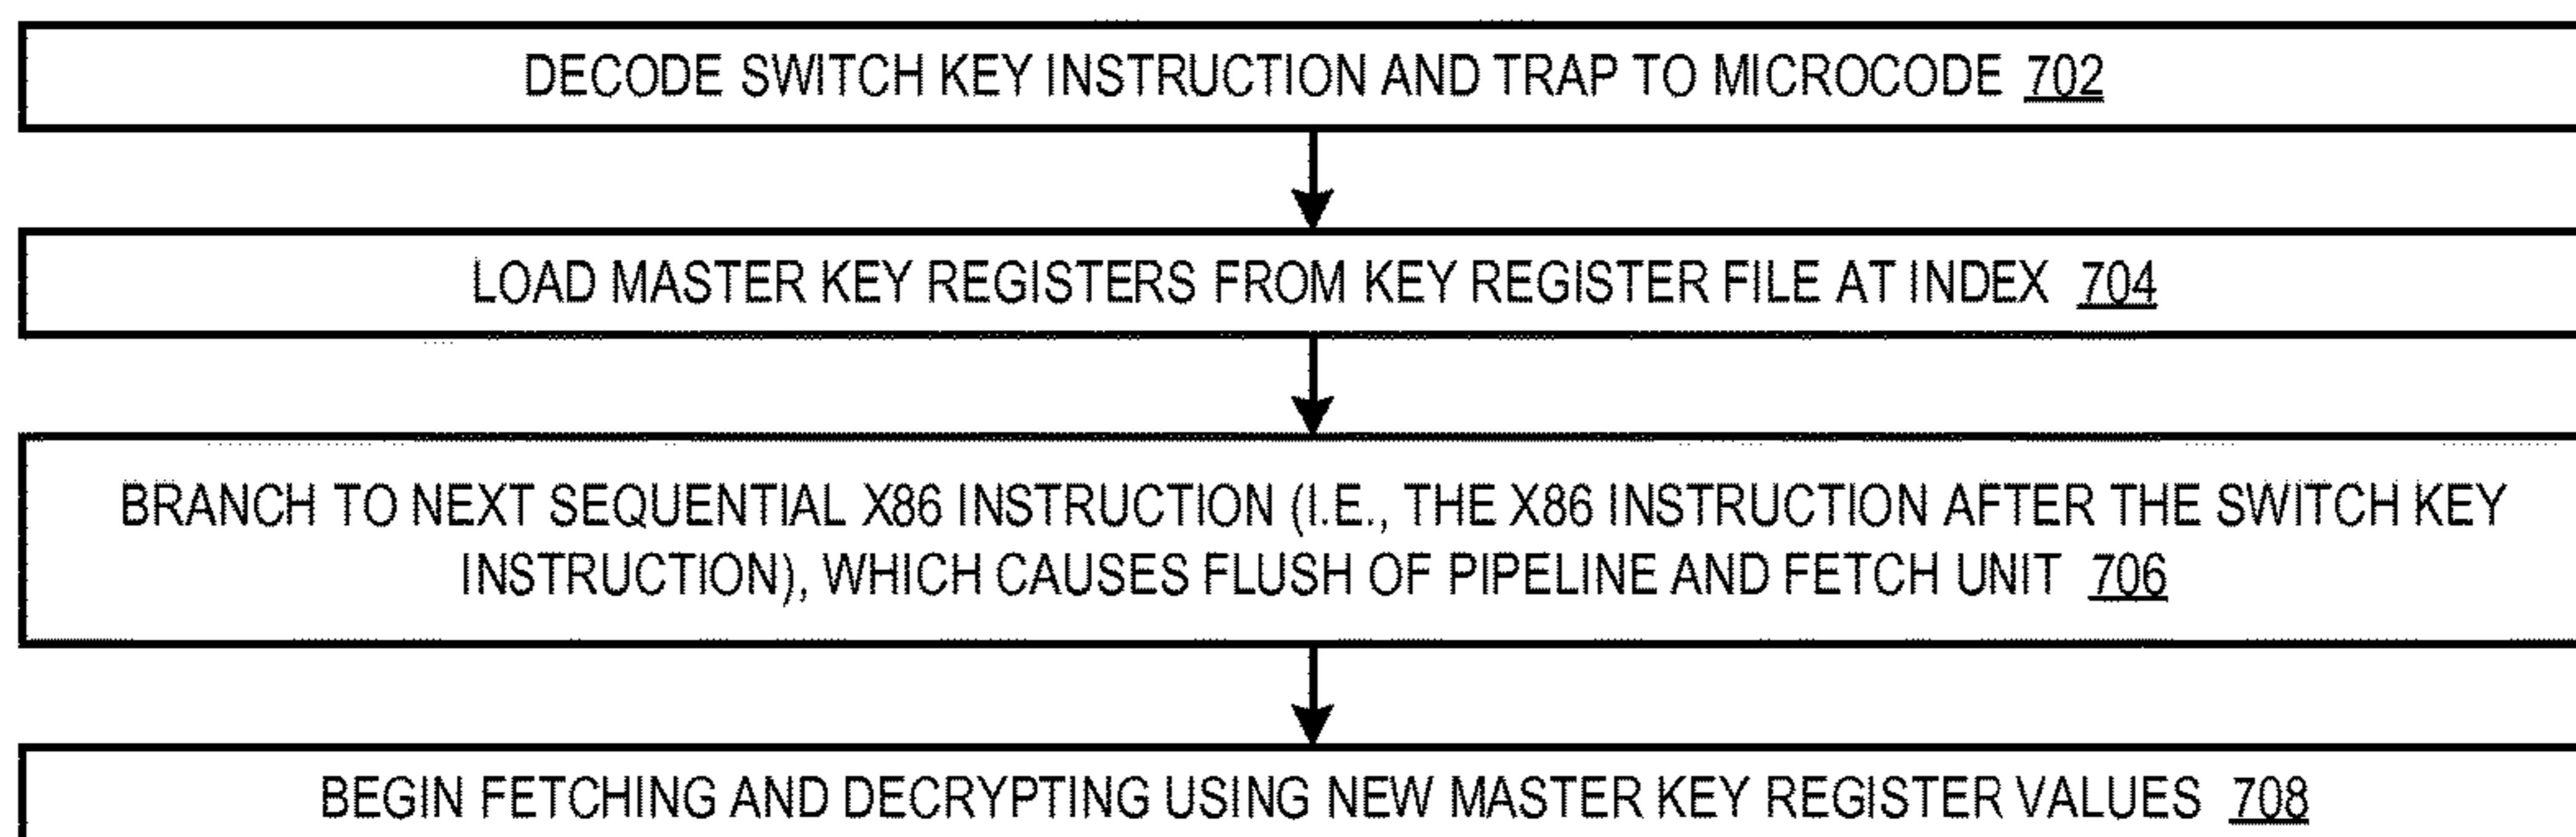 DECODE SWITCH KEY INSTRUCTION AND TRAP TO MICROCODE 702
LOAD MASTER KEY REGISTERS FROM KEY REGISTER FILE AT INDEX 704
BRANCH TO NEXT SEQUENTIAL X86 INSTRUCTION (I.E., THE X86 INSTRUCTION AFTER THE SWITCH KEY
INSTRUCTION), WHICH CAUSES FLUSH OF PIPELINE AND FETCH UNIT 706
BEGIN FETCHING AND DECRYPTING USING NEW MASTER KEY REGISTER VALUES 708